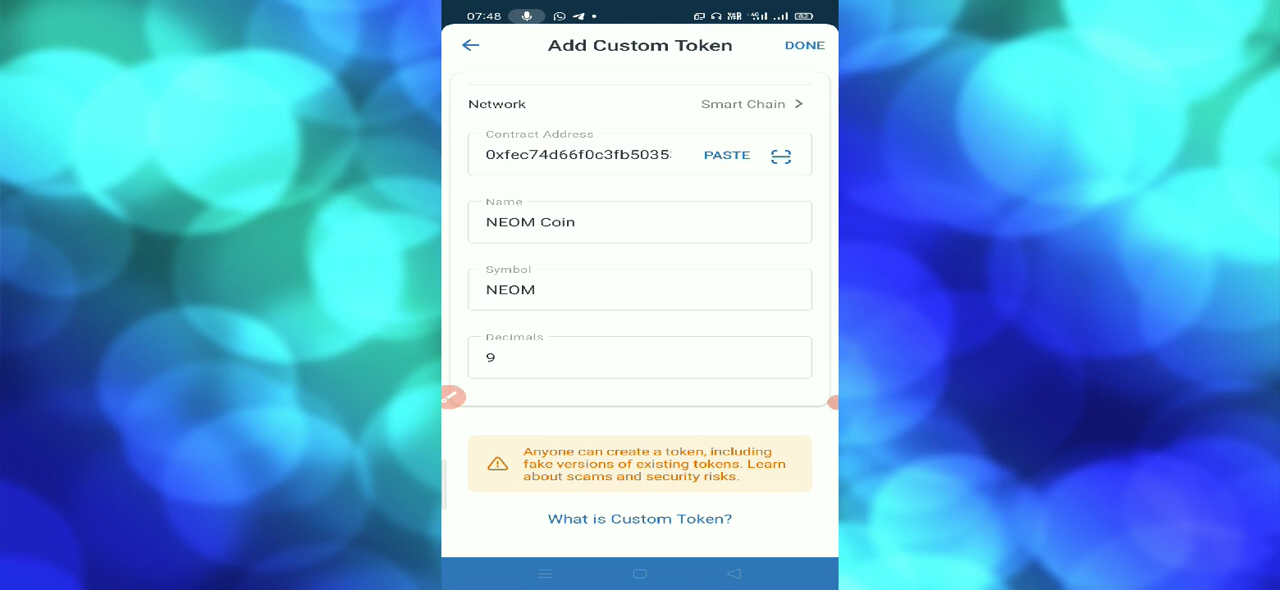 07:48
Add Custom Token
DONE
Network
Smart Chain
Contract Address
0xfec74d66f0c3fb5035
PASTE
Name
NEOM Coin
Symbol
NEOM
Decimals
9
Anyone can create a token, including
fake versions of existing tokens. Learn
about scams and security risks.
What is Custom Token?